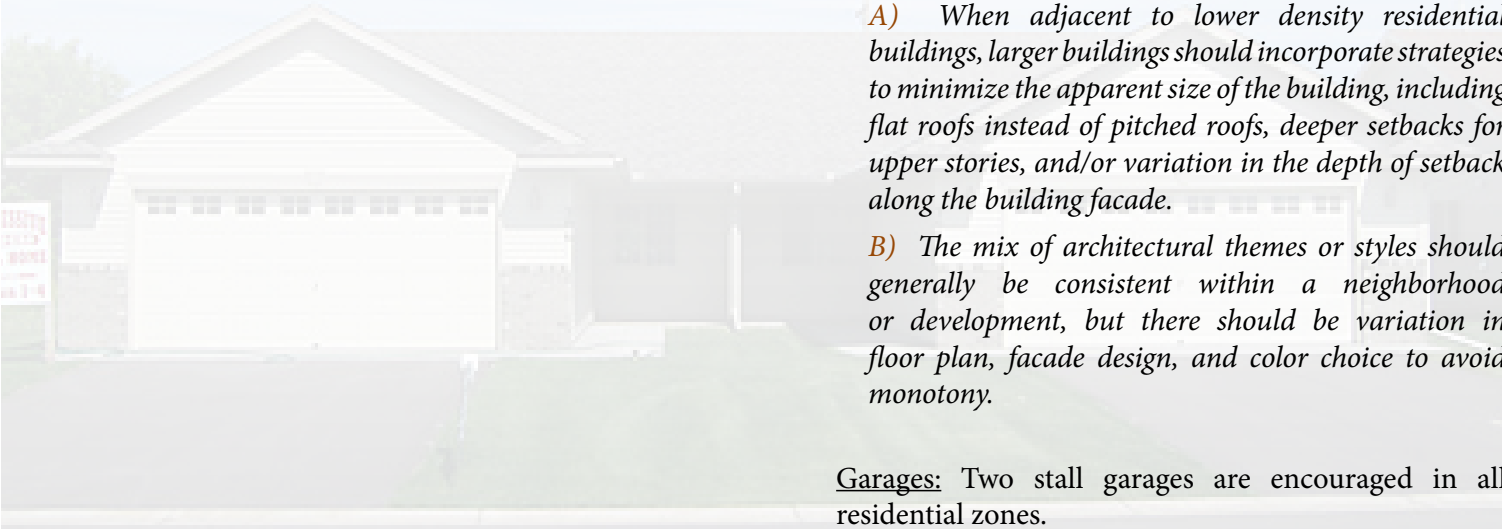 A) When adjacent to lower density residential
buildings, larger buildings should incorporate strategies
to minimize the apparent size of the building, including
flat roofs instead of pitched roofs, deeper setbacks for
upper stories, and/or variation in the depth of setback
along the building facade.
B) The mix of architectural themes or styles should
generally be consistent within a neighborhood
or development, but there should be variation in
floor plan, facade design, and color choice to avoid
monotony.
Garages: Two stall garages are encouraged in all
residential zones.